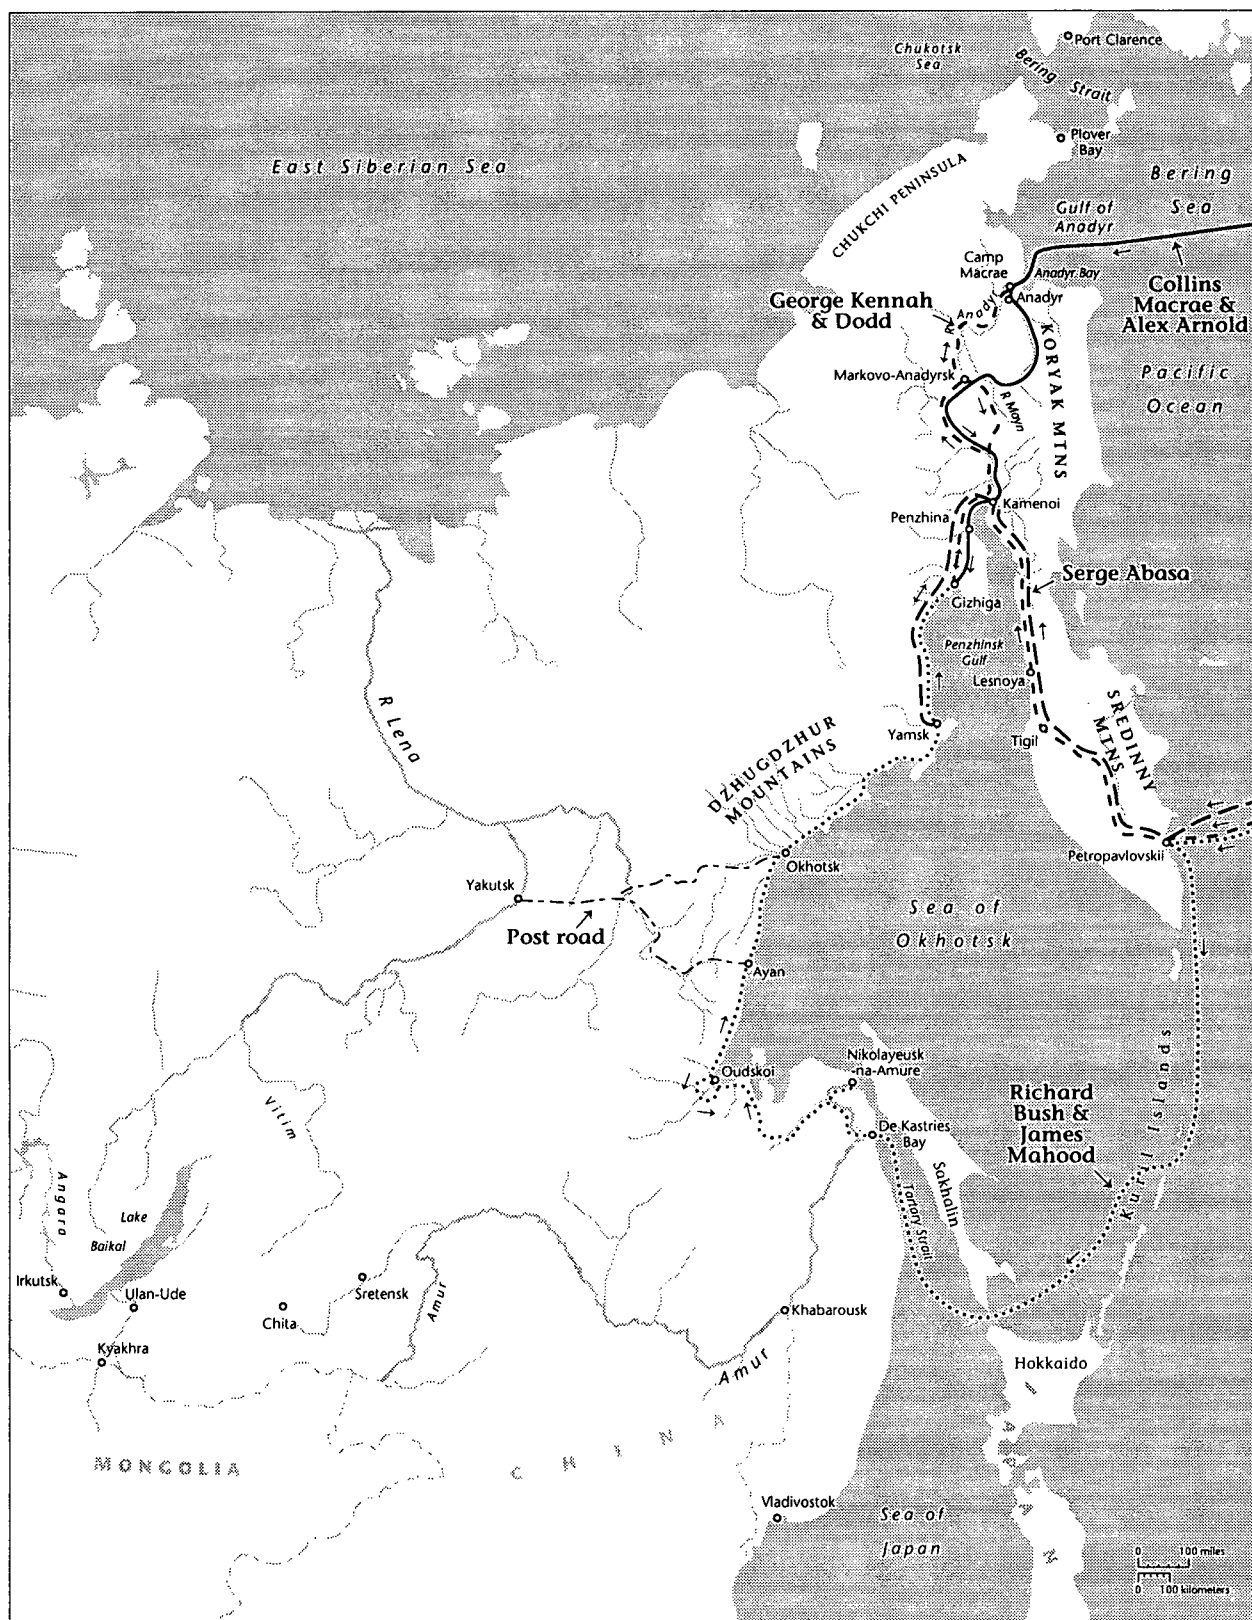 Chukotsk
Sea
Port Clarence
Bering Strait
Plover
Bay
East Siberian Sea
CHUKCHI PENINSULA
Bering
Sea
Gulf of
Anadyr
Camp
Macrae
Anadyr Bay
Anadyr
Collins
Macrae &
Alex Arnold
George Kennah
& Dodd
R Anadyr
KORYAK MTNS
Markovo-Anadyrsk
R Mayn
Pacific
Ocean
Penzhina
Kamenoi
Serge Abasa
Gizhiga
Penzhinsk
Gulf
Lesnoya
R Lena
SREDINNY
MTNS
Yamsk
Tigil
DZHUGDZHUR
MOUNTAINS
Petropavlovskii
Okhotsk
Yakutsk
Post road
Sea of
Okhotsk
Ayan
Kuril Islands
Nikolayeusk
-na-Amure
Oudskoi
Richard
Bush &
James
Mahood
De Kastries
Bay
Vitim
Sakhalin
Tartary Strait
Angara
Lake
Baikal
Irkutsk
Ulan-Ude
Sretensk
Chita
Amur
Khabarousk
Kyakhra
Amur
Hokkaido
JAPAN
MONGOLIA
CHINA
Vladivostok
Sea of
Japan
0 100 miles
0 100 kilometers